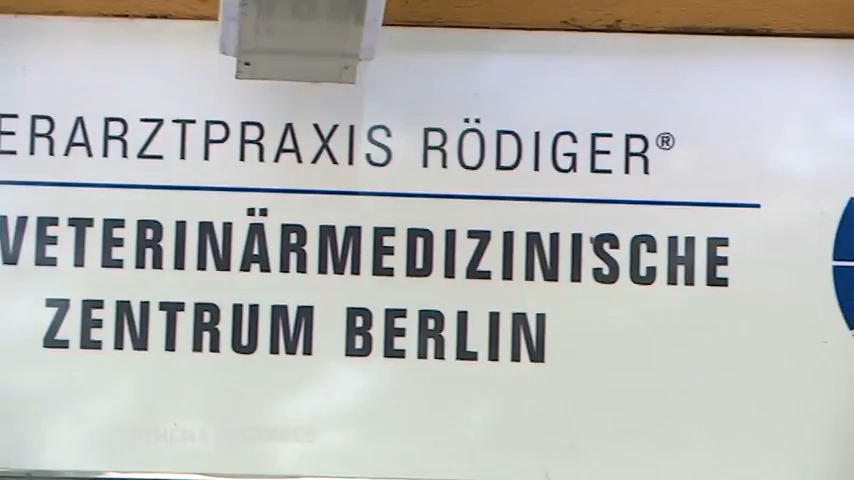 ERARZTPRAXIS RÖDIGER®
VETERINÄRMEDIZINISCHE
ZENTRUM BERLIN